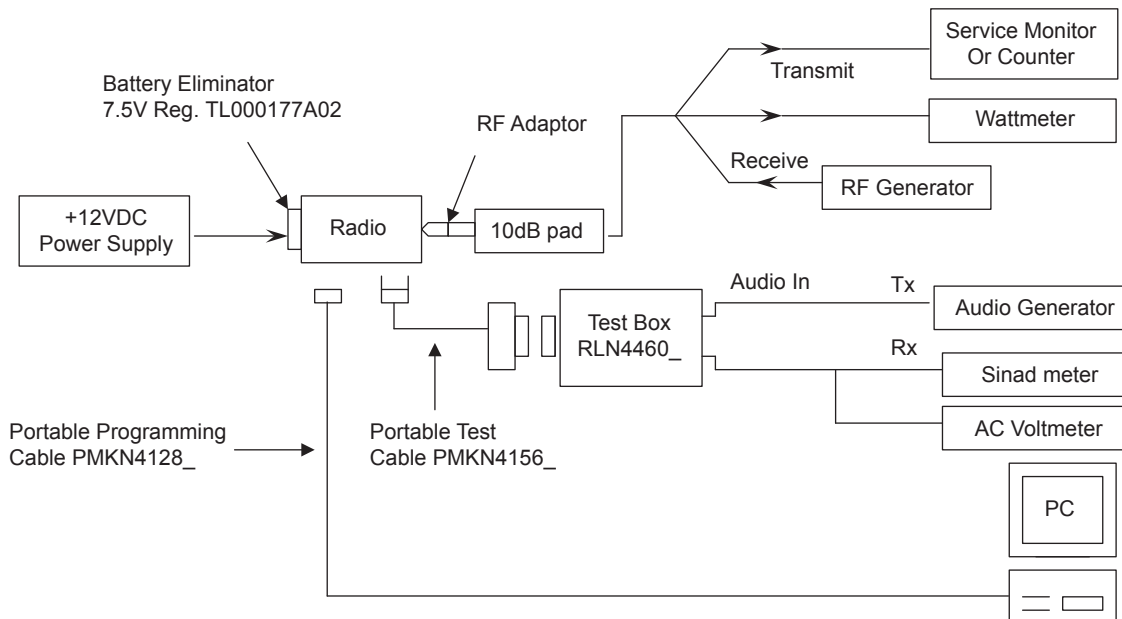 Service Monitor
Or Counter
Transmit
Battery Eliminator
7.5V Reg. TL000177A02
Wattmeter
RF Adaptor
Receive
RF Generator
+12VDC
Power Supply
Radio
10dB pad
Audio In
Tx
Audio Generator
Test Box
RLN4460_
Rx
Sinad meter
AC Voltmeter
Portable Programming
Cable PMKN4128_
Portable Test
Cable PMKN4156_
PC